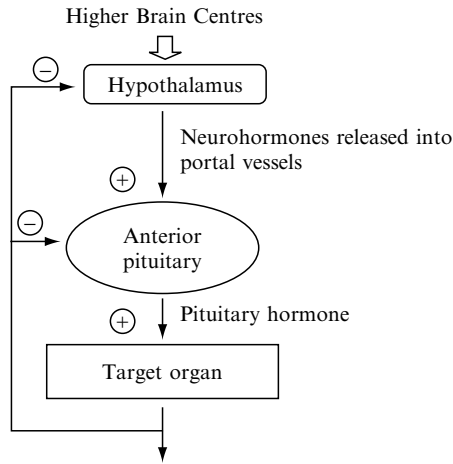 Higher Brain Centres
−
Hypothalamus
Neurohormones released into
portal vessels
+
−
Anterior
pituitary
+
Pituitary hormone
Target organ